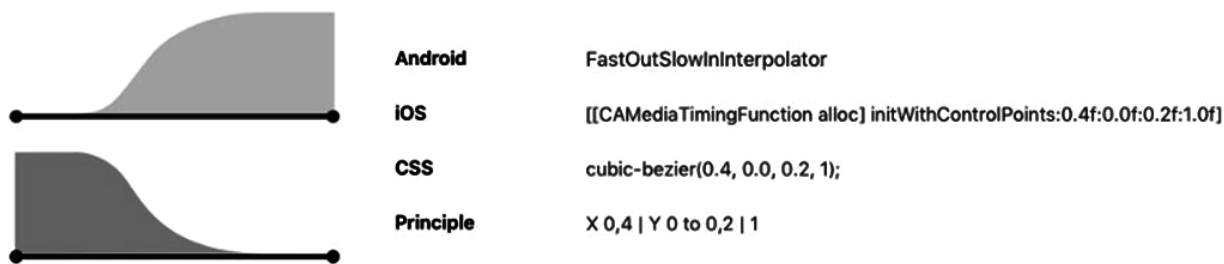 Android FastOutSlowInInterpolator
iOS [[CAMediaTimingFunction alloc] initWithControlPoints:0.4f:0.0f:0.2f:1.0f]
CSS cubic-bezier(0.4, 0.0, 0.2, 1);
Principle X 0,4 | Y 0 to 0,2 | 1